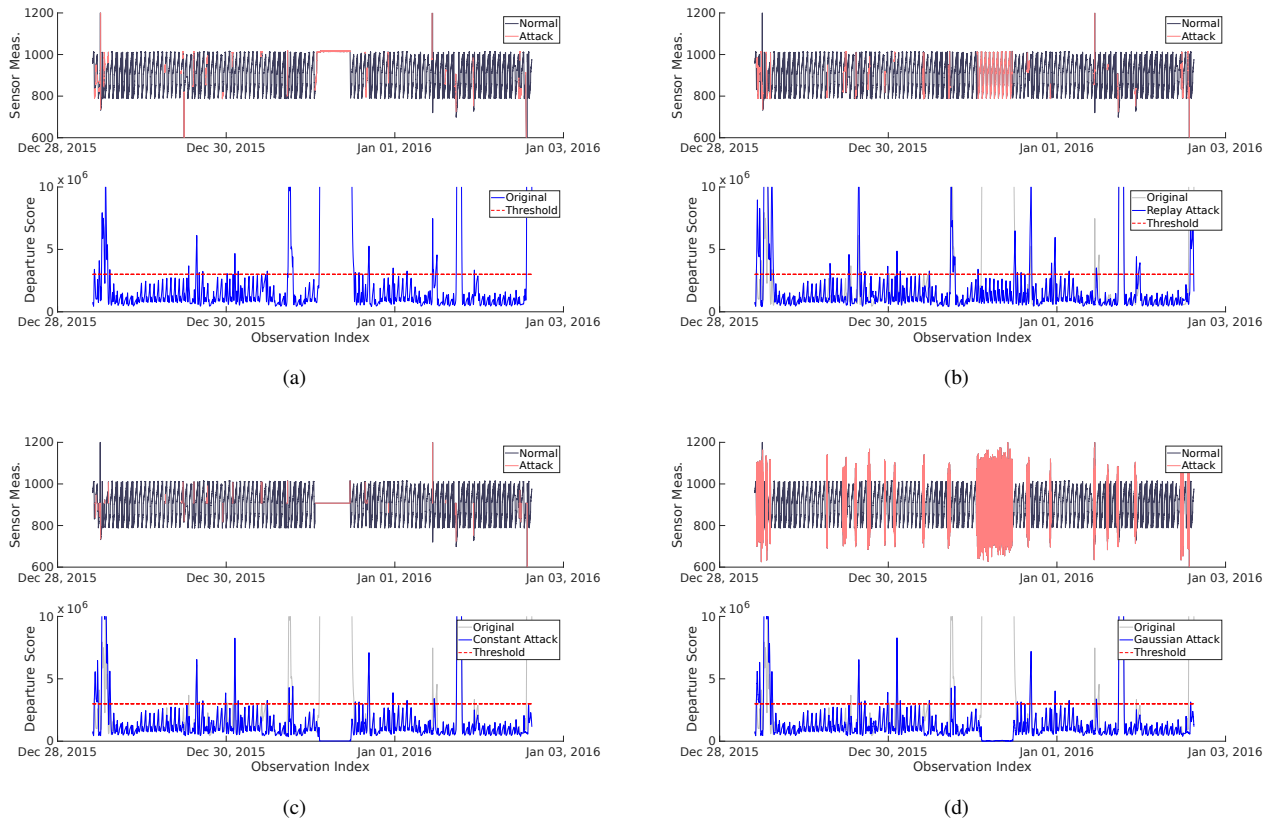 1200
1000
800
600
Sensor Meas.
Normal
Attack
Dec 28, 2015
Dec 30, 2015
Jan 01, 2016
Jan 03, 2016
× 10^6
10
5
0
Departure Score
Original
Threshold
Dec 28, 2015
Dec 30, 2015
Jan 01, 2016
Jan 03, 2016
Observation Index
(a)
1200
1000
800
600
Sensor Meas.
Normal
Attack
Dec 28, 2015
Dec 30, 2015
Jan 01, 2016
Jan 03, 2016
× 10^6
10
5
0
Departure Score
Original
Replay Attack
Threshold
Dec 28, 2015
Dec 30, 2015
Jan 01, 2016
Jan 03, 2016
Observation Index
(b)
1200
1000
800
600
Sensor Meas.
Normal
Attack
Dec 28, 2015
Dec 30, 2015
Jan 01, 2016
Jan 03, 2016
× 10^6
10
5
0
Departure Score
Original
Constant Attack
Threshold
Dec 28, 2015
Dec 30, 2015
Jan 01, 2016
Jan 03, 2016
Observation Index
(c)
1200
1000
800
600
Sensor Meas.
Normal
Attack
Dec 28, 2015
Dec 30, 2015
Jan 01, 2016
Jan 03, 2016
× 10^6
10
5
0
Departure Score
Original
Gaussian Attack
Threshold
Dec 28, 2015
Dec 30, 2015
Jan 01, 2016
Jan 03, 2016
Observation Index
(d)